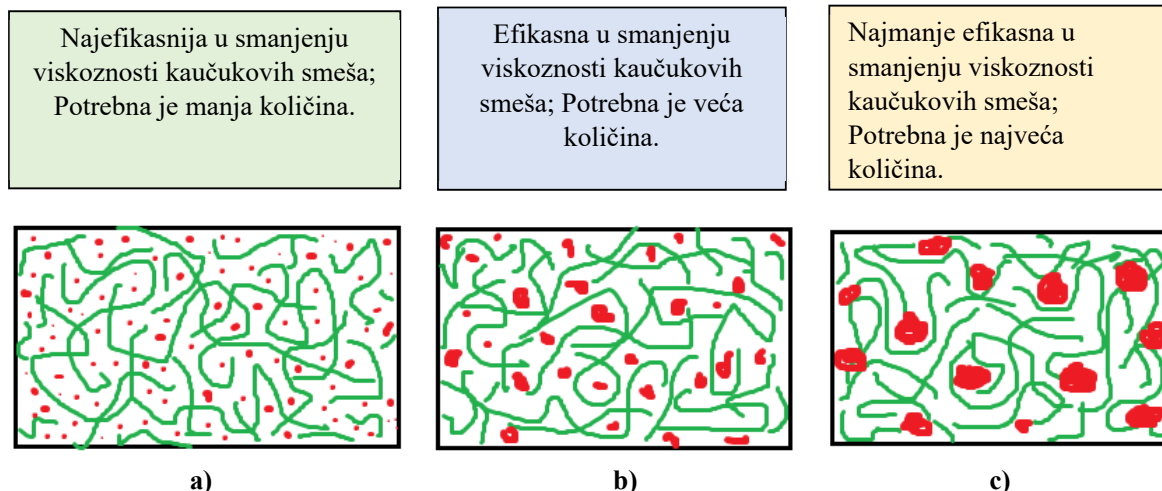 Najefikasnija u smanjenju
viskoznosti kaučukovih smeša;
Potrebna je manja količina.
Efikasna u smanjenju
viskoznosti kaučukovih
smeša; Potrebna je veća
količina.
Najmanje efikasna u
smanjenju viskoznosti
kaučukovih smeša;
Potrebna je najveća
količina.
a)
b)
c)